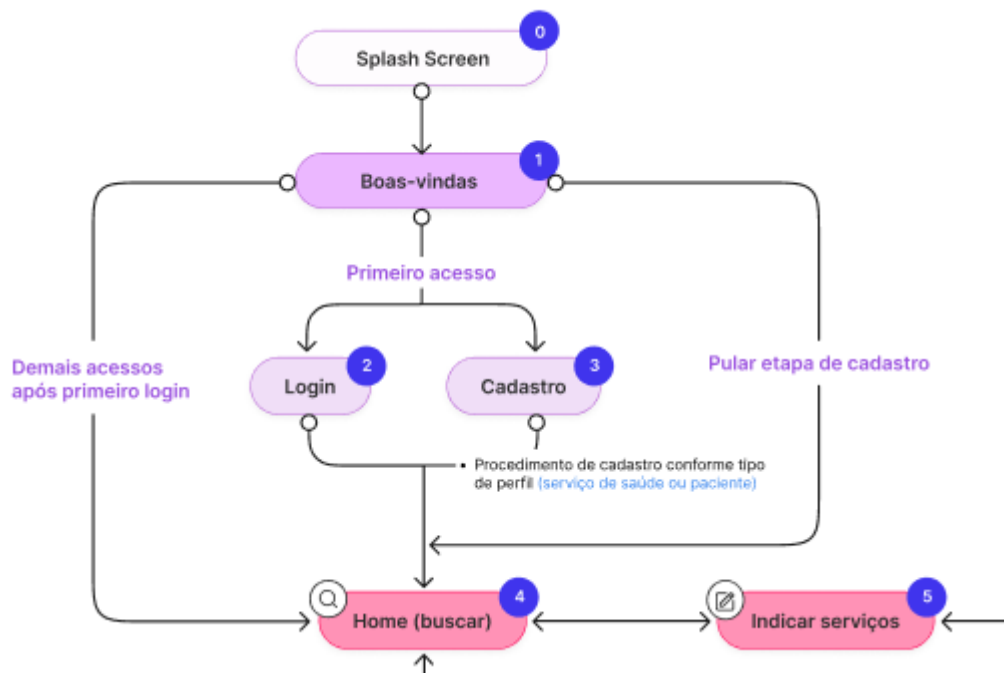 0
Splash Screen
1
Boas-vindas
Primeiro acesso
Demais acessos
após primeiro login
2
Login
3
Cadastro
Pular etapa de cadastro
• Procedimento de cadastro conforme tipo
de perfil (serviço de saúde ou paciente)
4
Home (buscar)
5
Indicar serviços